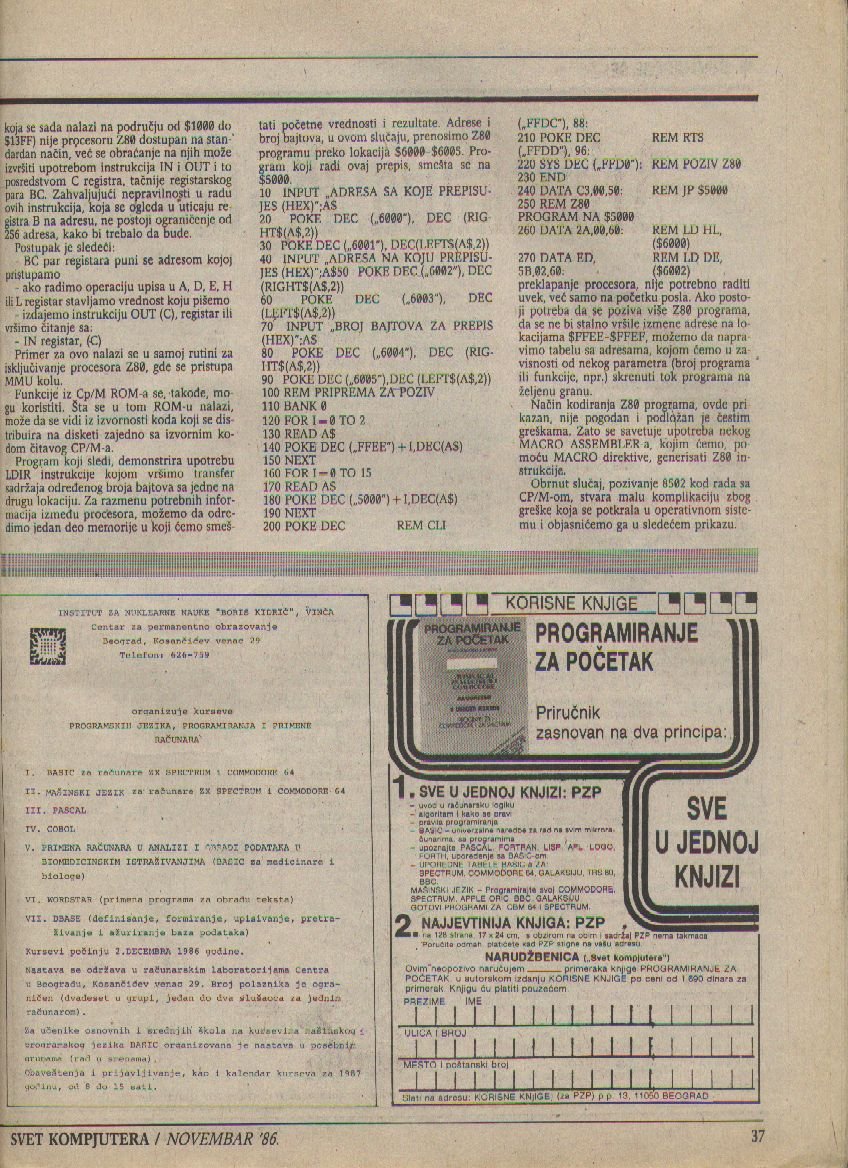 koja se sada nalazi na području od $1000 do
$13FF) nije procesoru Z80 dostupan na stan-
dardan način, već se obraćanje na njih može
izvršiti upotrebom instrukcija IN i OUT i to
posredstvom C registra, tačnije registarskog
para BC. Zahvaljujući nepravilnosti u radu
ovih instrukcija, koja se ogleda u uticaju re-
gistra B na adresu, ne postoji ograničenje od
256 adresa, kako bi trebalo da bude.
Postupak je sledeći:
- BC par registara puni se adresom kojoj
pristupamo
- ako radimo operaciju upisa u A, D, E, H
ili L registar stavljamo vrednost koju pišemo
- izdajemo instrukciju OUT (C), registar ili
vršimo čitanje sa:
- IN registar, (C)
Primer za ovo nalazi se u samoj rutini za
isključivanje procesora Z80, gde se pristupa
MMU kolu.
Funkcije iz Cp/M ROM-a se, takođe, mo-
gu koristiti. Šta se u tom ROM-u nalazi,
može da se vidi iz izvornosti koda koji se dis-
tribuira na disketi zajedno sa izvornim ko-
dom čitavog CP/M-a.
Program koji sledi, demonstrira upotrebu
LDIR instrukcije kojom vršimo transfer
sadržaja određenog broja bajtova sa jedne na
drugu lokaciju. Za razmenu potrebnih infor-
macija između procesora, možemo da odre-
dimo jedan deo memorije u koji ćemo smeš-
tati početne vrednosti i rezultate. Adrese i
broj bajtova, u ovom slučaju, prenosimo Z80
programu preko lokacija $6000-$6005. Pro-
gram koji radi ovaj prepis, smešta se na
$5000.
10 INPUT „ADRESA SA KOJE PREPISU-
JES (HEX)";A$
20 POKE DEC („6000"), DEC (RIG-
HT$(A$,2))
30 POKE DEC („6001"), DEC(LEFT$(A$,2))
40 INPUT „ADRESA NA KOJU PREPISU-
JES (HEX)";A$50 POKE DEC („6002"), DEC
(RIGHT$(A$,2))
60 POKE DEC („6003"), DEC
(LEFT$(A$,2))
70 INPUT „BROJ BAJTOVA ZA PREPIS
(HEX)";A$
80 POKE DEC („6004"), DEC (RIG-
HT$(A$,2))
90 POKE DEC („6005"),DEC (LEFT$(A$,2))
100 REM PRIPREMA ZA POZIV
110 BANK 0
120 FOR I=0 TO 2
130 READ A$
140 POKE DEC („FFEE")+I,DEC(A$)
150 NEXT
160 FOR I=0 TO 15
170 READ A$
180 POKE DEC („5000")+I,DEC(A$)
190 NEXT
200 POKE DEC REM CLI
(„FFDC"), 88:
210 POKE DEC REM RTS
(„FFDD"), 96:
220 SYS DEC („FFD0"): REM POZIV Z80
230 END
240 DATA C3,00,50: REM JP $5000
250 REM Z80
PROGRAM NA $5000
260 DATA 2A,00,60: REM LD HL,
($6000)
270 DATA ED, REM LD DE,
5B,02,60: ($6002)
preklapanje procesora, nije potrebno raditi
uvek, već samo na početku posla. Ako posto-
ji potreba da se poziva više Z80 programa,
da se ne bi stalno vršile izmene adrese na lo-
kacijama $FFEE-$FFEF, možemo da napra-
vimo tabelu sa adresama, kojom ćemo u za-
visnosti od nekog parametra (broj programa
ili funkcije, npr.) skrenuti tok programa na
željenu granu.
Način kodiranja Z80 programa, ovde pri
kazan, nije pogodan i podložan je čestim
greškama. Zato se savetuje upotreba nekog
MACRO ASSEMBLER-a, kojim ćemo, po-
moću MACRO direktive, generisati Z80 in-
strukcije.
Obrnut slučaj, pozivanje 8502 kod rada sa
CP/M-om, stvara malu komplikaciju zbog
greške koja se potkrala u operativnom siste-
mu i objasnićemo ga u sledećem prikazu.
INSTITUT ZA NUKLEARNE NAUKE "BORIS KIDRIČ", VINČA
Centar za permanentno obrazovanje
Beograd, Kosančićev venac 29
Telefon: 626-759
organizuje kurseve
PROGRAMSKIH JEZIKA, PROGRAMIRANJA I PRIMENE
RAČUNARA
I. BASIC za računare ZX SPECTRUM i COMMODORE 64
II. MAŠINSKI JEZIK za računare ZX SPECTRUM i COMMODORE 64
III. PASCAL
IV. COBOL
V. PRIMENA RAČUNARA U ANALIZI I OBRADI PODATAKA U
BIOMEDICINSKIM ISTRAŽIVANJIMA (BASIC za medicinare i
biologe)
VI. WORDSTAR (primena programa za obradu teksta)
VII. DBASE (definisanje, formiranje, upisivanje, pretra-
živanje i ažuriranje baza podataka)
Kursevi počinju 2.DECEMBRA 1986 godine.
Nastava se održava u računarskim laboratorijama Centra
u Beogradu, Kosančićev venac 29. Broj polaznika je ogra-
ničen (dvadeset u grupi, jedan do dva slušaoca za jednim
računarom).
Za učenike osnovnih i srednjih škola na kursevima mašinskog i
programskog jezika BASIC organizovana je nastava u posebnim
grupama (rad u smenama).
Obaveštenja i prijavljivanje, kao i kalendar kurseva za 1987
godinu, od 8 do 15 sati.
KORISNE KNJIGE
PROGRAMIRANJE
ZA POČETAK
PROGRAMIRANJE
ZA POČETAK
Priručnik
zasnovan na dva principa:
1. SVE U JEDNOJ KNJIZI: PZP
- uvod u računarsku logiku
- algoritam i kako se pravi
- pravila programiranja
- BASIC - univerzalne naredbe za rad na svim mikrora-
čunarima, sa programima
- upoznajte PASCAL, FORTRAN, LISP, APL, LOGO,
FORTH, uporedenje sa BASIC-om
- UPOREDNE TABELE BASIC-a ZA
SPECTRUM, COMMODORE 64, GALAKSIJU, TRS 80,
BBC.
MAŠINSKI JEZIK - Programirajte svoj COMMODORE,
SPECTRUM, APPLE ORIC, BBC, GALAKSIJU
GOTOVI PROGRAMI ZA CBM 64 I SPECTRUM.
SVE
U JEDNOJ
KNJIZI
2. NAJJEVTINIJA KNJIGA: PZP
na 128 strana, 17 x 24 cm, s obzirom na obim i sadržaj PZP nema takmaca
Poručite odmah, platićete kad PZP stigne na vašu adresu.
NARUDŽBENICA („Svet kompjutera")
Ovim neopozivo naručujem ______ primeraka knjige PROGRAMIRANJE ZA
POČETAK, u autorskom izdanju KORISNE KNJIGE po ceni od 1.690 dinara za
primerak. Knjigu ću platiti pouzećem.
PREZIME IME
ULICA I BROJ
MESTO I poštanski broj
Slati na adresu: KORISNE KNJIGE, (za PZP) p.p. 13, 11050 BEOGRAD
SVET KOMPJUTERA / NOVEMBAR '86.
37